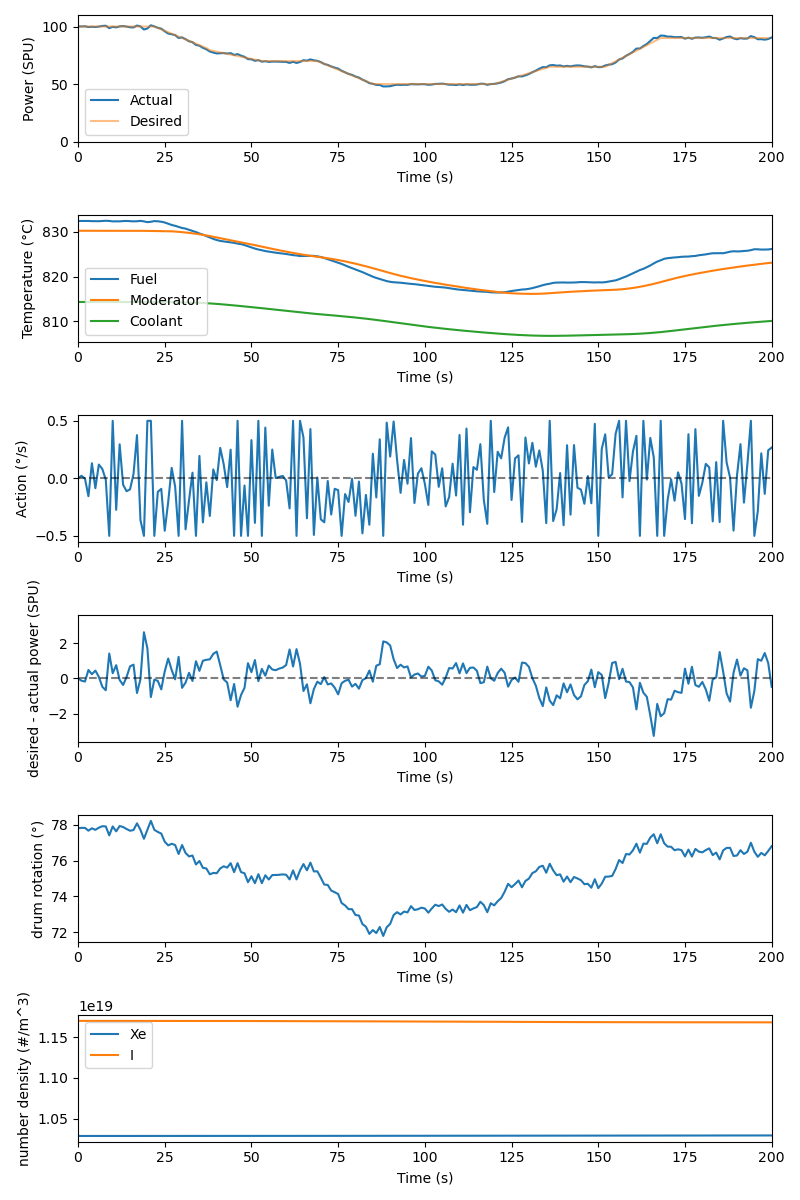 100
50
0
Power (SPU)
Actual
Desired
0 25 50 75 100 125 150 175 200
Time (s)
830
820
810
Temperature (°C)
Fuel
Moderator
Coolant
0 25 50 75 100 125 150 175 200
Time (s)
0.5
0.0
−0.5
Action (°/s)
0 25 50 75 100 125 150 175 200
Time (s)
2
0
−2
desired - actual power (SPU)
0 25 50 75 100 125 150 175 200
Time (s)
78
76
74
72
drum rotation (°)
0 25 50 75 100 125 150 175 200
Time (s)
1e19
1.15
1.10
1.05
number density (#/m^3)
Xe
I
0 25 50 75 100 125 150 175 200
Time (s)